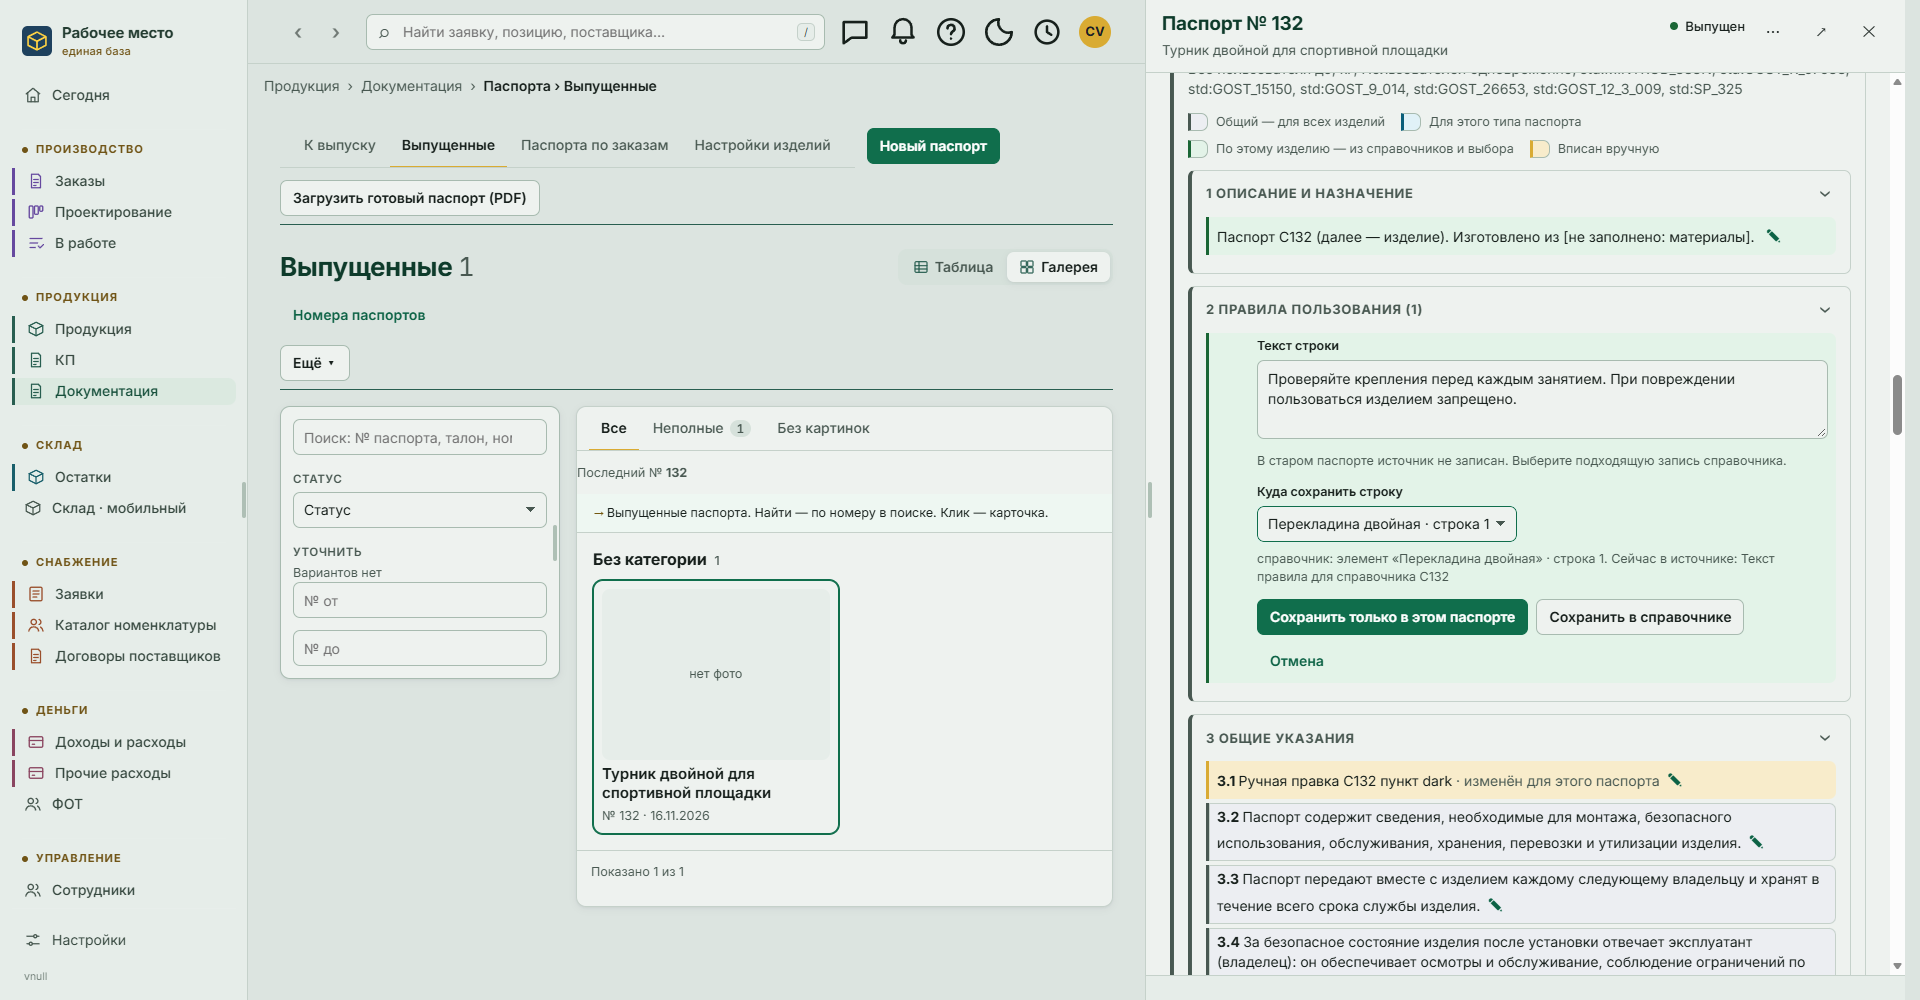 Рабочее место
единая база
Сегодня
ПРОИЗВОДСТВО
Заказы
Проектирование
В работе
ПРОДУКЦИЯ
Продукция
КП
Документация
СКЛАД
Остатки
Склад · мобильный
СНАБЖЕНИЕ
Заявки
Каталог номенклатуры
Договоры поставщиков
ДЕНЬГИ
Доходы и расходы
Прочие расходы
ФОТ
УПРАВЛЕНИЕ
Сотрудники
Настройки
vnull
Найти заявку, позицию, поставщика... /
CV
Продукция › Документация › Паспорта › Выпущенные
К выпуску Выпущенные Паспорта по заказам Настройки изделий Новый паспорт
Загрузить готовый паспорт (PDF)
Выпущенные 1
Таблица Галерея
Номера паспортов
Ещё
Поиск: № паспорта, талон, но
СТАТУС
Статус
УТОЧНИТЬ
Вариантов нет
№ от
№ до
Все Неполные 1 Без картинок
Последний № 132
→ Выпущенные паспорта. Найти — по номеру в поиске. Клик — карточка.
Без категории 1
нет фото
Турник двойной для
спортивной площадки
№ 132 · 16.11.2026
Показано 1 из 1
Паспорт № 132
Турник двойной для спортивной площадки
Выпущен ...
std:GOST_15150, std:GOST_9_014, std:GOST_26653, std:GOST_12_3_009, std:SP_325
Общий — для всех изделий Для этого типа паспорта
По этому изделию — из справочников и выбора Вписан вручную
1 ОПИСАНИЕ И НАЗНАЧЕНИЕ
Паспорт С132 (далее — изделие). Изготовлено из [не заполнено: материалы].
2 ПРАВИЛА ПОЛЬЗОВАНИЯ (1)
Текст строки
Проверяйте крепления перед каждым занятием. При повреждении
пользоваться изделием запрещено.
В старом паспорте источник не записан. Выберите подходящую запись справочника.
Куда сохранить строку
Перекладина двойная · строка 1
справочник: элемент «Перекладина двойная» · строка 1. Сейчас в источнике: Текст
правила для справочника С132
Сохранить только в этом паспорте Сохранить в справочнике
Отмена
3 ОБЩИЕ УКАЗАНИЯ
3.1 Ручная правка С132 пункт dark · изменён для этого паспорта
3.2 Паспорт содержит сведения, необходимые для монтажа, безопасного
использования, обслуживания, хранения, перевозки и утилизации изделия.
3.3 Паспорт передают вместе с изделием каждому следующему владельцу и хранят в
течение всего срока службы изделия.
3.4 За безопасное состояние изделия после установки отвечает эксплуатант
(владелец): он обеспечивает осмотры и обслуживание, соблюдение ограничений по